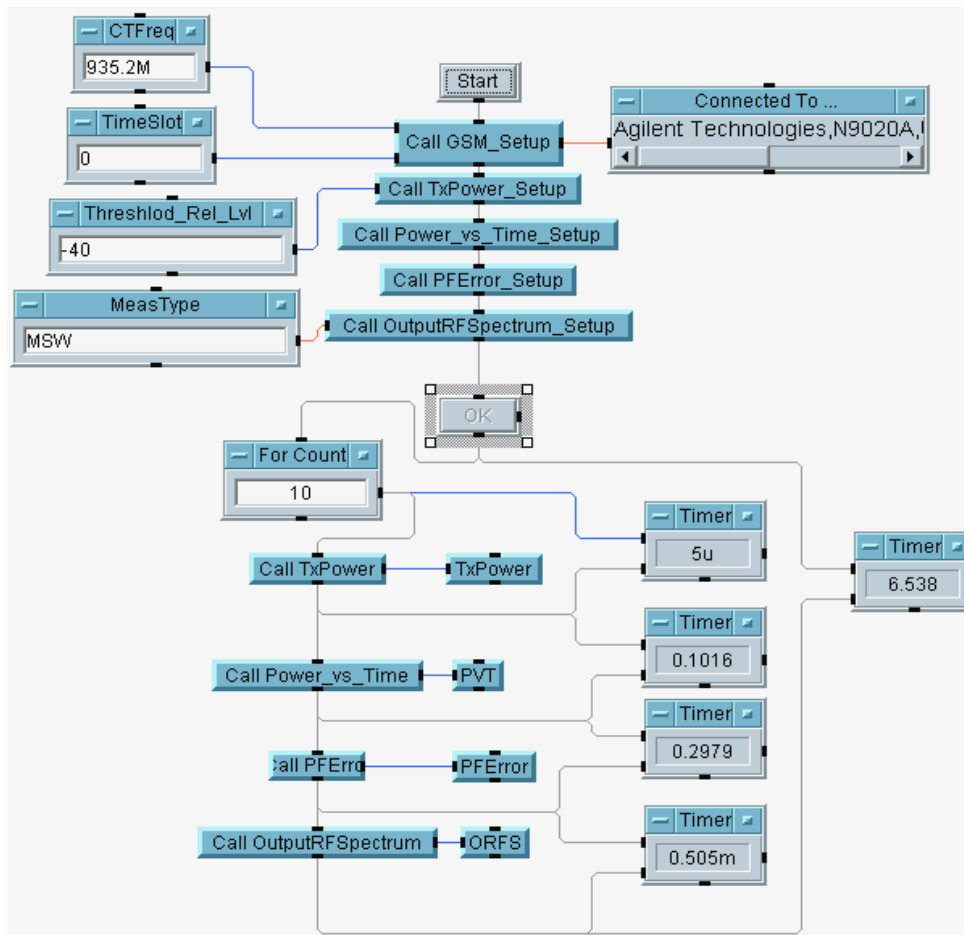 CTFreq
935.2M
TimeSlot
0
Threshlod_Rel_Lvl
-40
MeasType
MSW
Start
Call GSM_Setup
Connected To ...
Agilent Technologies,N9020A,
Call TxPower_Setup
Call Power_vs_Time_Setup
Call PFError_Setup
Call OutputRFSpectrum_Setup
OK
For Count
10
Timer
5u
Timer
6.538
Call TxPower
TxPower
Timer
0.1016
Call Power_vs_Time
PVT
Timer
0.2979
Call PFErro
PFError
Timer
0.505m
Call OutputRFSpectrum
ORFS